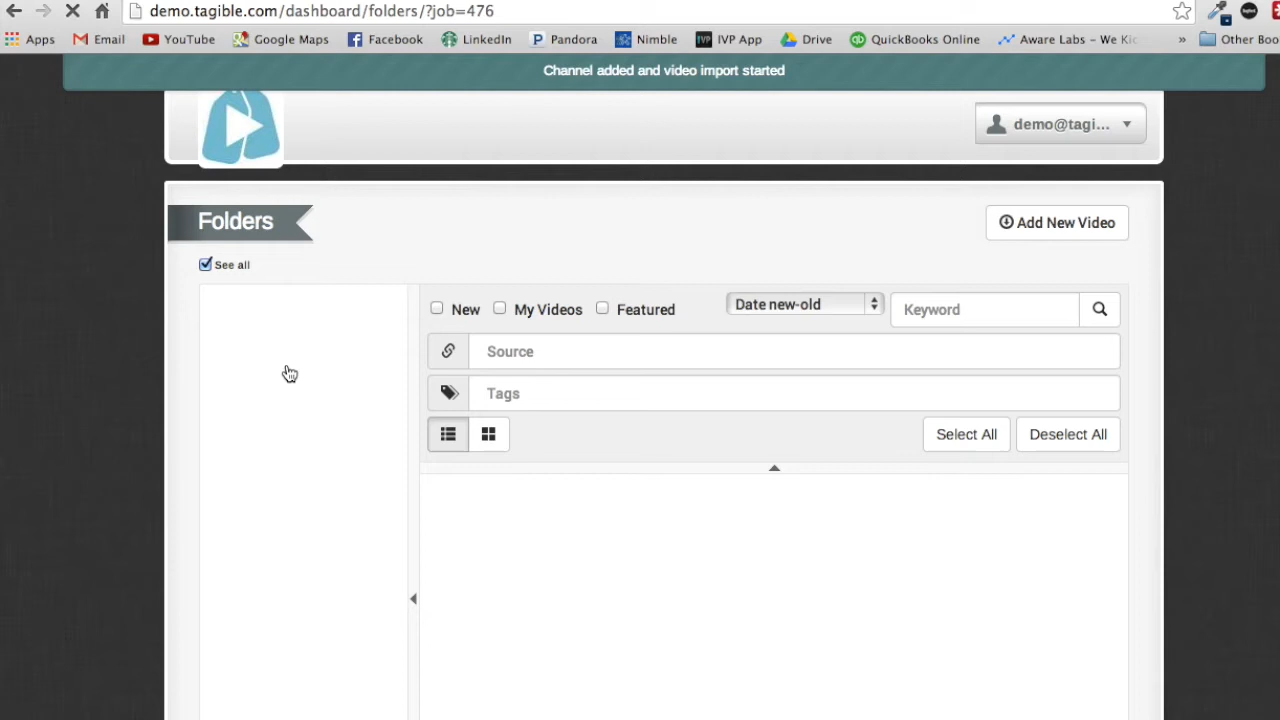 demo.tagible.com/dashboard/folders/?job=476
Apps Email YouTube Google Maps Facebook LinkedIn Pandora Nimble IVP App Drive QuickBooks Online Aware Labs – We Kic » Other Boo
Channel added and video import started
demo@tagi...
Folders
Add New Video
See all
New My Videos Featured Date new-old Keyword
Source
Tags
Select All Deselect All